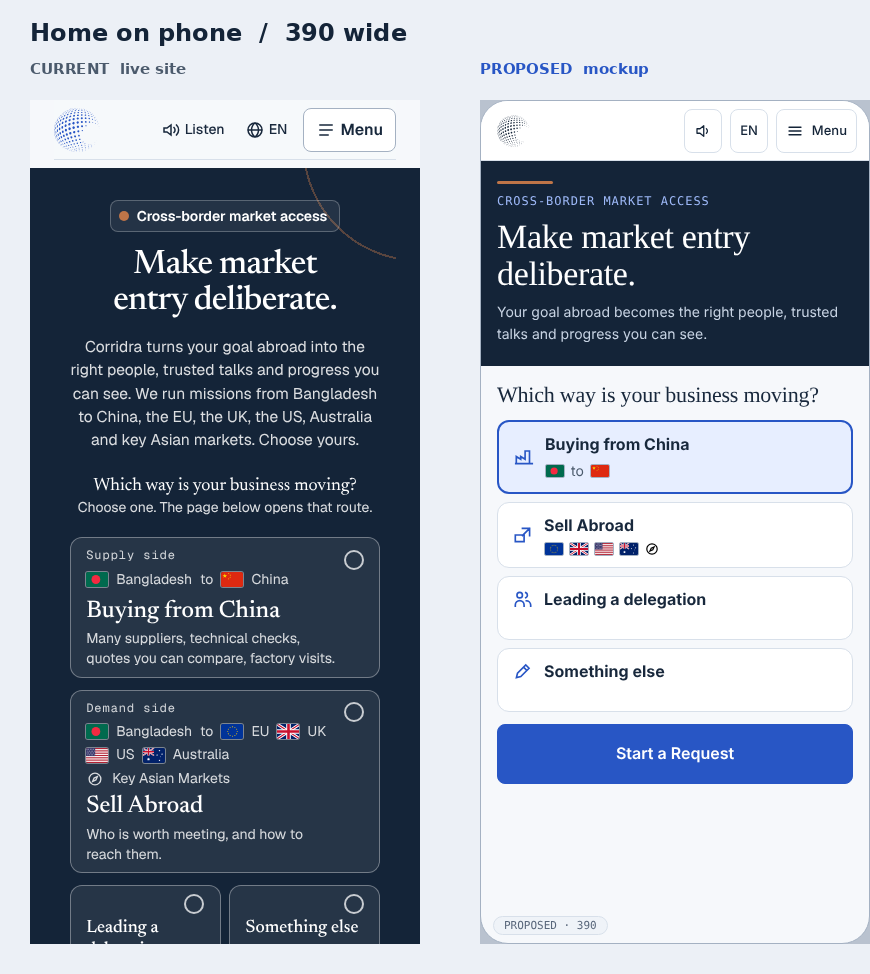 Home on phone / 390 wide
CURRENT live site
Listen
EN
Menu
Cross-border market access
Make market
entry deliberate.
Corridra turns your goal abroad into the
right people, trusted talks and progress you
can see. We run missions from Bangladesh
to China, the EU, the UK, the US, Australia
and key Asian markets. Choose yours.
Which way is your business moving?
Choose one. The page below opens that route.
Supply side
Bangladesh to China
Buying from China
Many suppliers, technical checks,
quotes you can compare, factory visits.
Demand side
Bangladesh to EU UK
US Australia
Key Asian Markets
Sell Abroad
Who is worth meeting, and how to
reach them.
Leading a
Something else
PROPOSED mockup
EN
Menu
CROSS-BORDER MARKET ACCESS
Make market entry
deliberate.
Your goal abroad becomes the right people, trusted
talks and progress you can see.
Which way is your business moving?
Buying from China
to
Sell Abroad
Leading a delegation
Something else
Start a Request
PROPOSED · 390